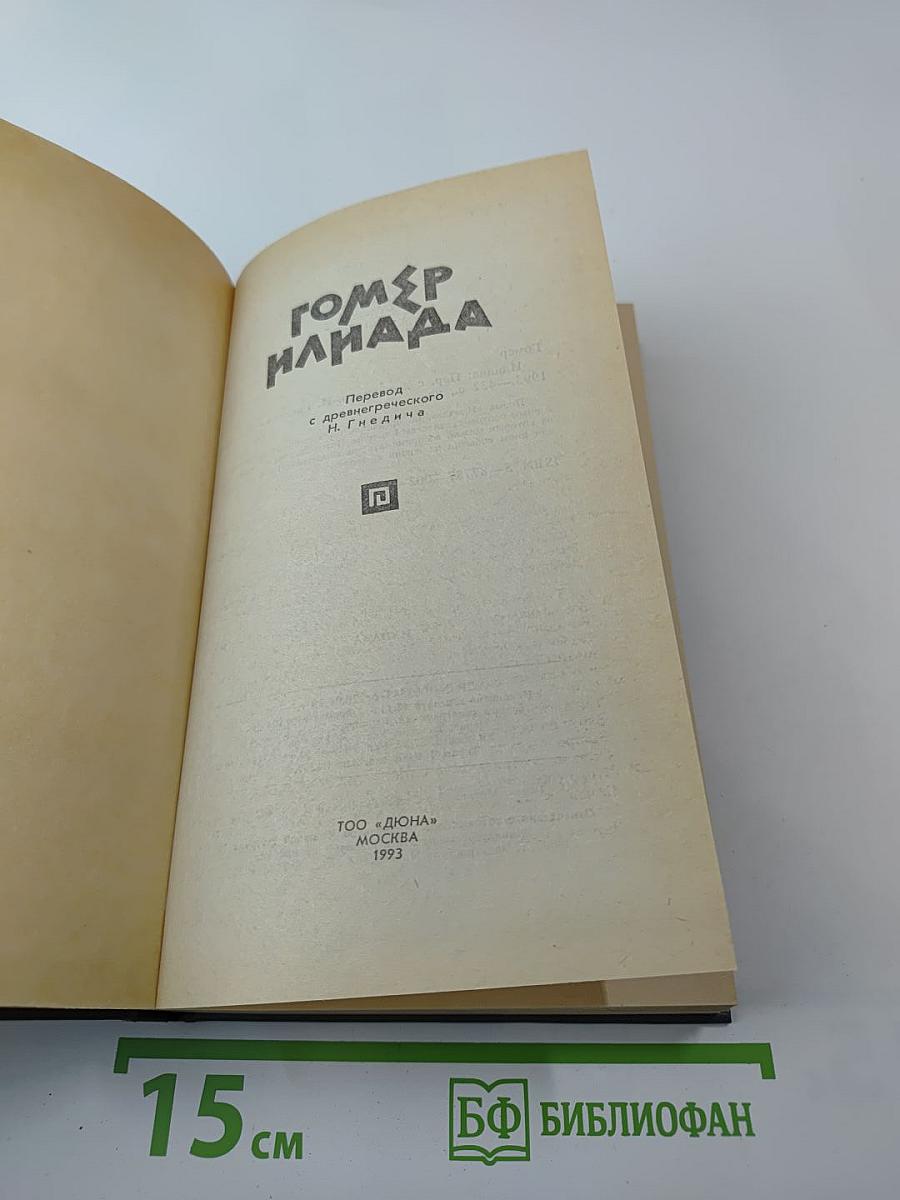 ГОМЕР
ИЛИАДА
Перевод
с древнегреческого
Н. Гнедича
ТОО «ДЮНА»
МОСКВА
1993
15 см
БФ БИБЛИОФАН